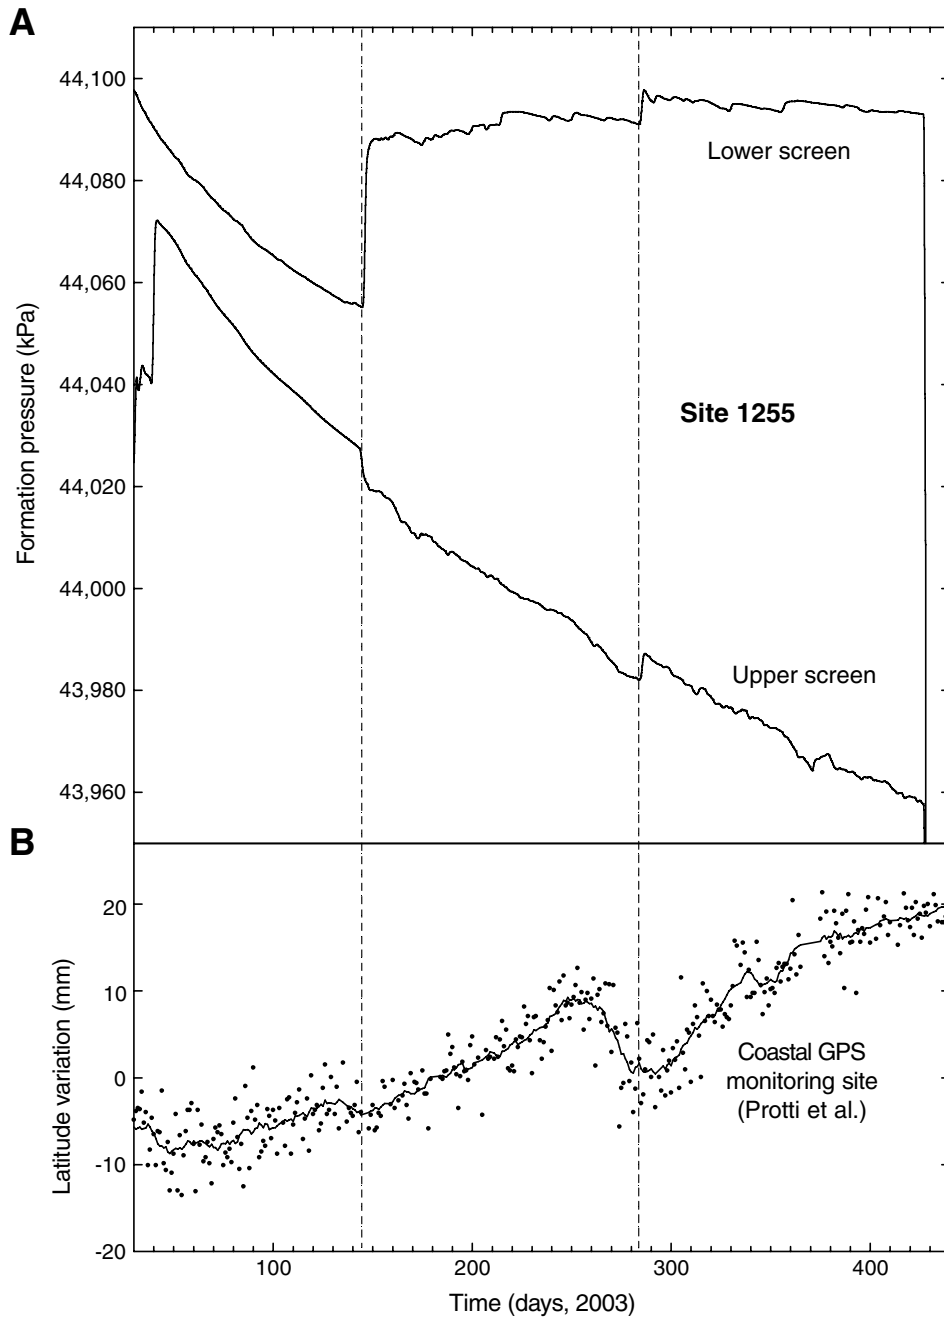 A
44,100
44,080
44,060
44,040
44,020
44,000
43,980
43,960
Formation pressure (kPa)
Lower screen
Site 1255
Upper screen
B
20
10
0
-10
-20
Latitude variation (mm)
Coastal GPS
monitoring site
(Protti et al.)
100
200
300
400
Time (days, 2003)